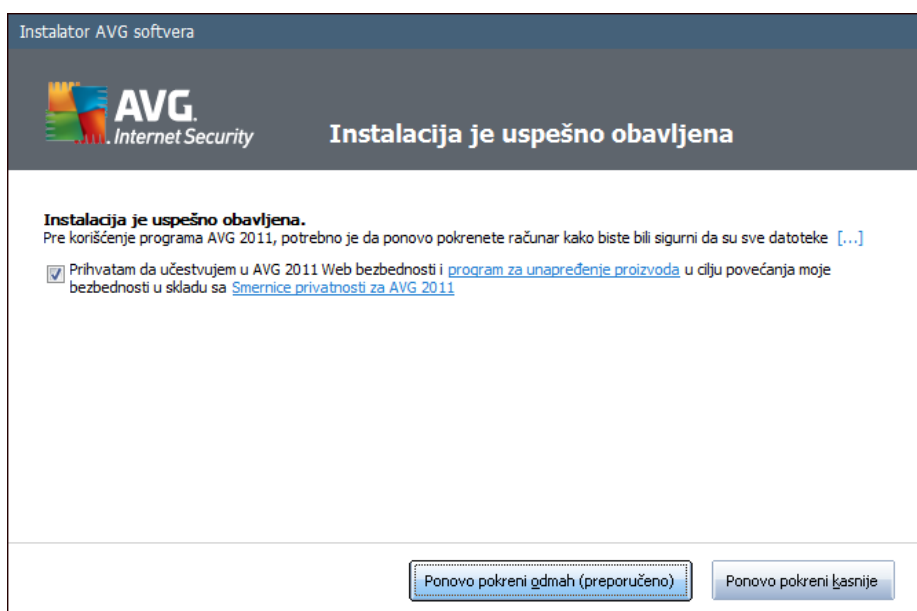 Instalator AVG softvera
AVG.
Internet Security
Instalacija je uspešno obavljena
Instalacija je uspešno obavljena.
Pre korišćenje programa AVG 2011, potrebno je da ponovo pokrenete računar kako biste bili sigurni da su sve datoteke [...]
Prihvatam da učestvujem u AVG 2011 Web bezbednosti i program za unapređenje proizvoda u cilju povećanja moje
bezbednosti u skladu sa Smernice privatnosti za AVG 2011
Ponovo pokreni odmah (preporučeno)
Ponovo pokreni kasnije